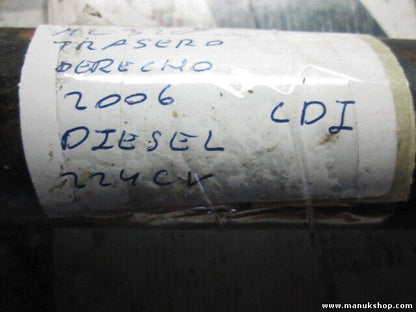 TRASERO
DERECHO
2006 CDI
DIESEL
224CV
www.manukshop.com